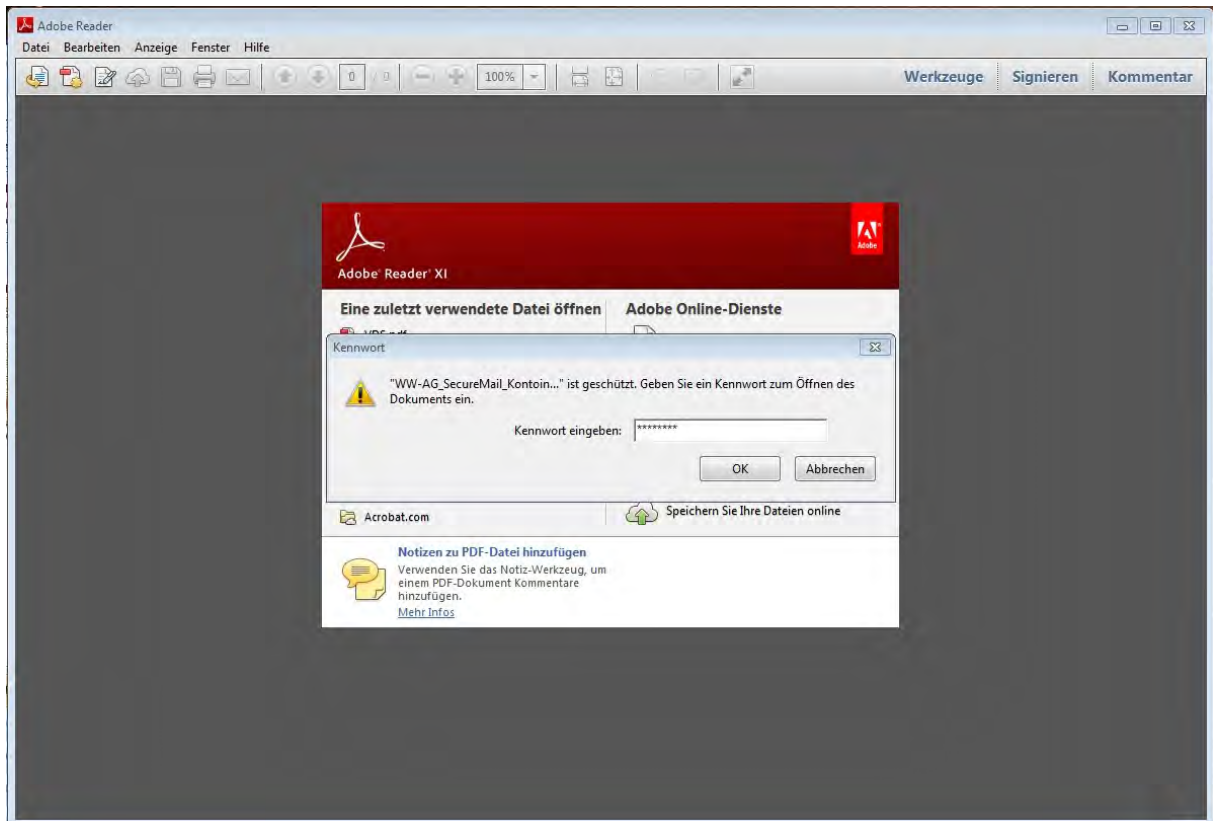 Adobe Reader
Datei Bearbeiten Anzeige Fenster Hilfe
0 / 0 100% Werkzeuge Signieren Kommentar
Adobe
Adobe® Reader® XI
Eine zuletzt verwendete Datei öffnen
Adobe Online-Dienste
Kennwort
"WW-AG_SecureMail_Kontoin..." ist geschützt. Geben Sie ein Kennwort zum Öffnen des
Dokuments ein.
Kennwort eingeben: ********
OK Abbrechen
Acrobat.com
Speichern Sie Ihre Dateien online
Notizen zu PDF-Datei hinzufügen
Verwenden Sie das Notiz-Werkzeug, um
einem PDF-Dokument Kommentare
hinzufügen.
Mehr Infos